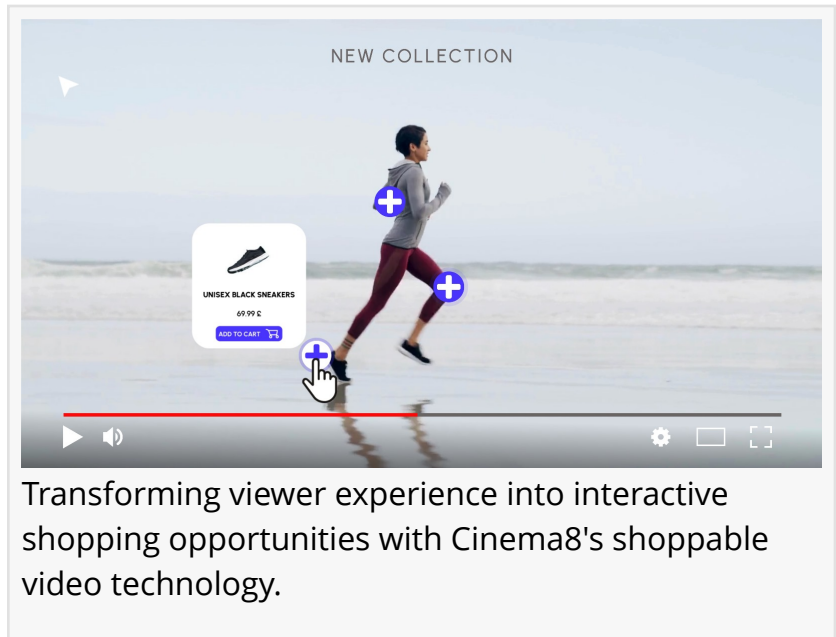 NEW COLLECTION
UNISEX BLACK SNEAKERS
69.99 £
ADD TO CART
Transforming viewer experience into interactive
shopping opportunities with Cinema8's shoppable
video technology.